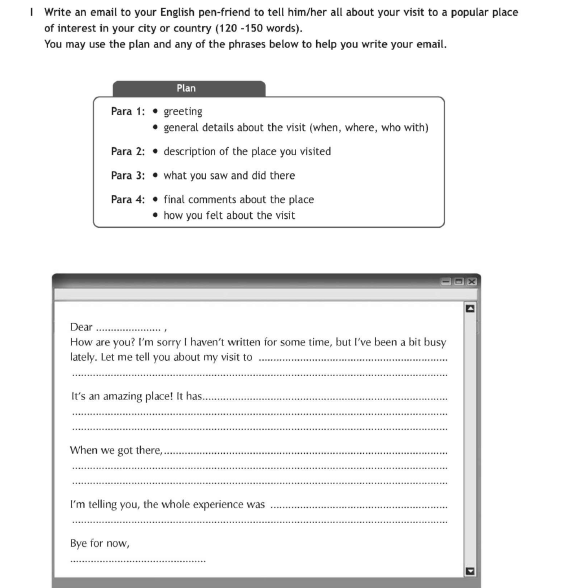 1 Write an email to your English pen-friend to tell him/her all about your visit to a popular place
of interest in your city or country (120 -150 words).
You may use the plan and any of the phrases below to help you write your email.
Plan
Para 1: • greeting
• general details about the visit (when, where, who with)
Para 2: • description of the place you visited
Para 3: • what you saw and did there
Para 4: • final comments about the place
• how you felt about the visit
Dear ...................... ,
How are you? I'm sorry I haven't written for some time, but I've been a bit busy
lately. Let me tell you about my visit to ................................................................
................................................................................................................................
It's an amazing place! It has................................................................................
................................................................................................................................
................................................................................................................................
When we got there,................................................................................................
................................................................................................................................
................................................................................................................................
I'm telling you, the whole experience was ............................................................
................................................................................................................................
Bye for now,
..............................................